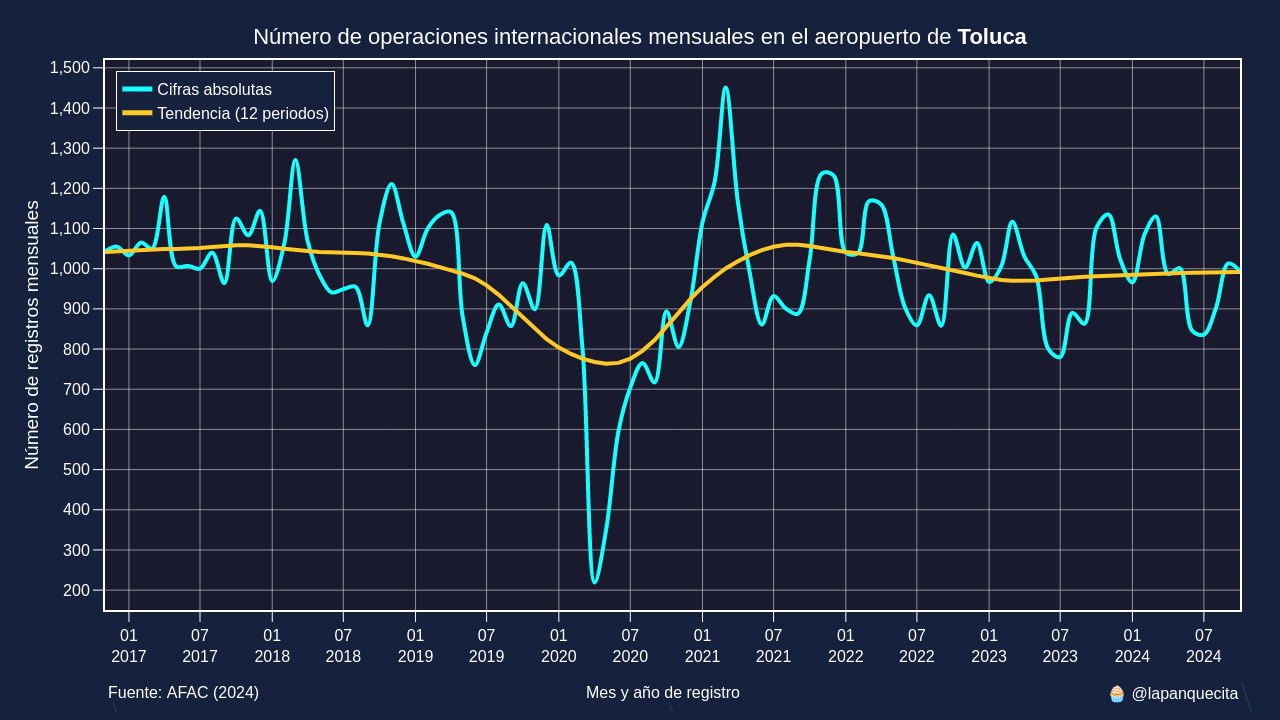 Número de operaciones internacionales mensuales en el aeropuerto de Toluca
Cifras absolutas
Tendencia (12 periodos)
Número de registros mensuales
1,500
1,400
1,300
1,200
1,100
1,000
900
800
700
600
500
400
300
200
01 07 01 07 01 07 01 07 01 07 01 07 01 07 01 07
2017 2017 2018 2018 2019 2019 2020 2020 2021 2021 2022 2022 2023 2023 2024 2024
Fuente: AFAC (2024) Mes y año de registro 🧁 @lapanquecita